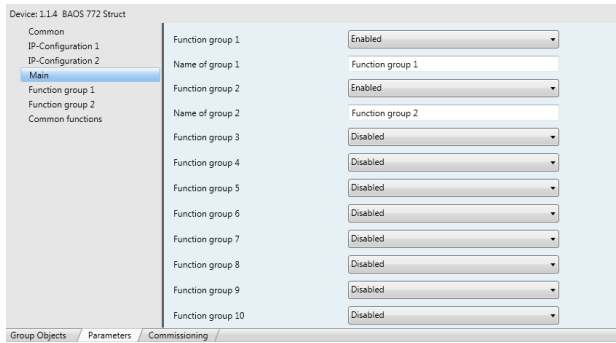 Device: 1.1.4 BAOS 772 Struct
Common
IP-Configuration 1
IP-Configuration 2
Main
Function group 1
Function group 2
Common functions
Function group 1 Enabled
Name of group 1 Function group 1
Function group 2 Enabled
Name of group 2 Function group 2
Function group 3 Disabled
Function group 4 Disabled
Function group 5 Disabled
Function group 6 Disabled
Function group 7 Disabled
Function group 8 Disabled
Function group 9 Disabled
Function group 10 Disabled
Group Objects Parameters Commissioning